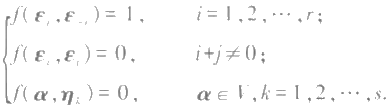 f(ε_i, ε_{-i}) = 1, i = 1, 2, ⋯, r;
f(ε_i, ε_j) = 0, i+j≠0;
f(α, η_k) = 0, α ∈ V, k = 1, 2, ⋯, s.